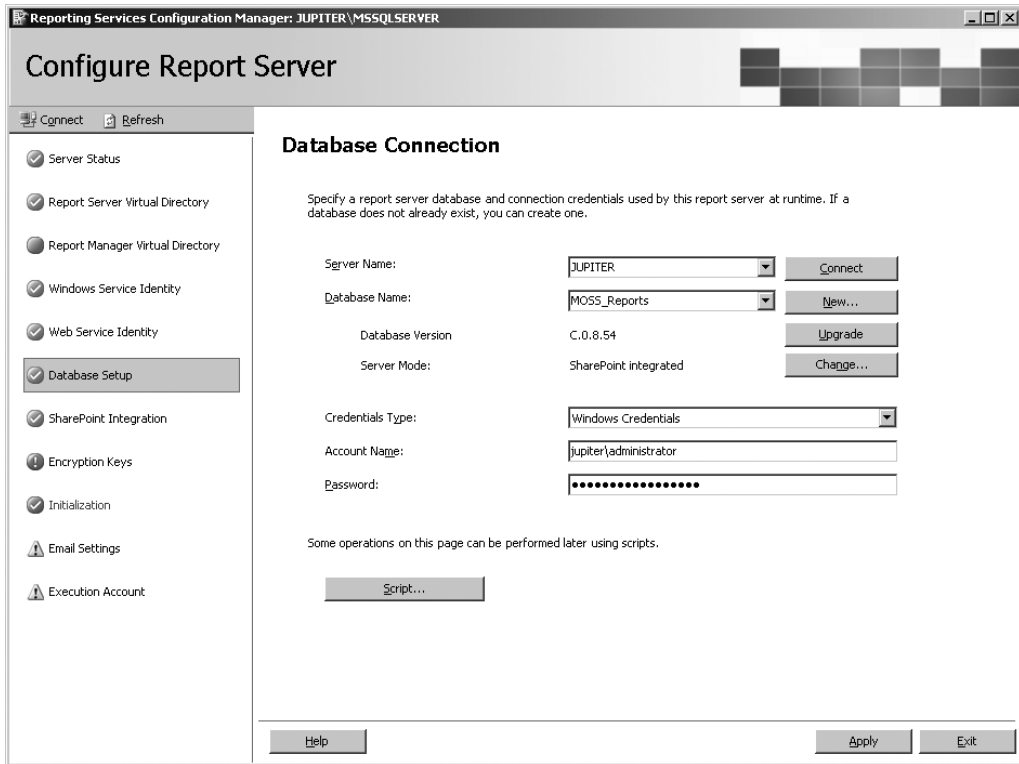 Reporting Services Configuration Manager: JUPITER\MSSQLSERVER
Configure Report Server
Connect Refresh
Server Status
Report Server Virtual Directory
Report Manager Virtual Directory
Windows Service Identity
Web Service Identity
Database Setup
SharePoint Integration
Encryption Keys
Initialization
Email Settings
Execution Account
Database Connection
Specify a report server database and connection credentials used by this report server at runtime. If a
database does not already exist, you can create one.
Server Name: JUPITER Connect
Database Name: MOSS_Reports New...
Database Version C.0.8.54 Upgrade
Server Mode: SharePoint integrated Change...
Credentials Type: Windows Credentials
Account Name: jupiter\administrator
Password: •••••••••••••••••
Some operations on this page can be performed later using scripts.
Script...
Help Apply Exit